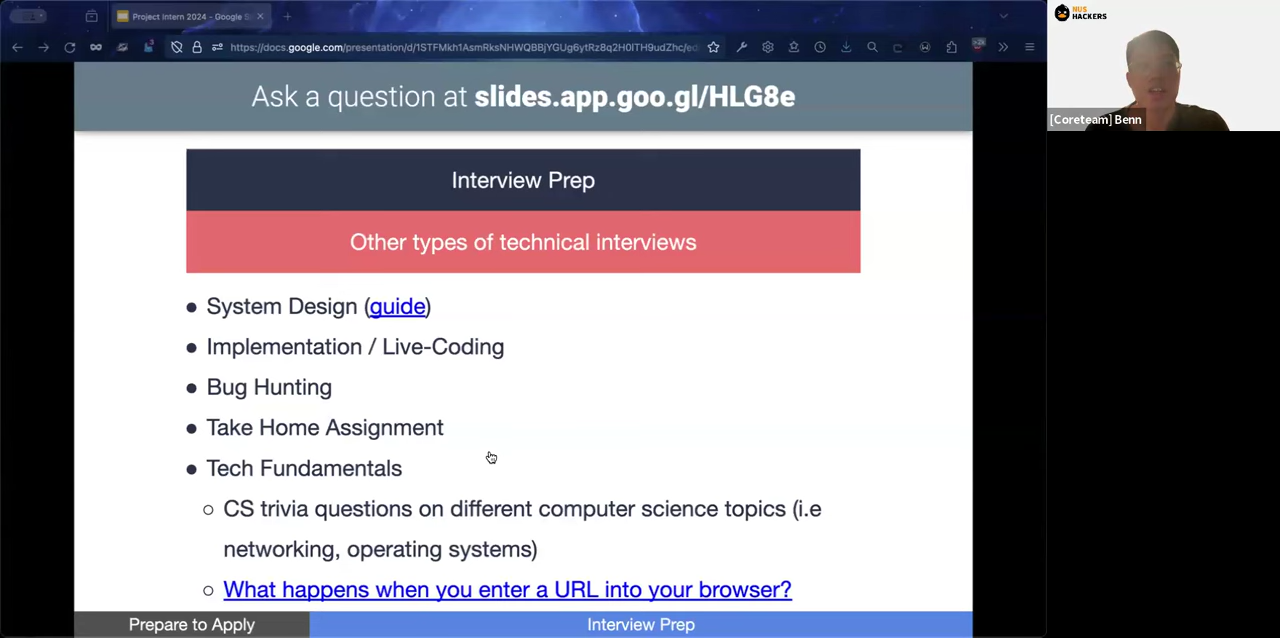 Project Intern 2024 - Google S
https://docs.google.com/presentation/d/1STFMkh1AsmRksNHWQBBjYGUg6ytRz8q2H0lTH9udZhc/ed
NUS
HACKERS
Ask a question at slides.app.goo.gl/HLG8e
[Coreteam] Benn
Interview Prep
Other types of technical interviews
● System Design (guide)
● Implementation / Live-Coding
● Bug Hunting
● Take Home Assignment
● Tech Fundamentals
○ CS trivia questions on different computer science topics (i.e
networking, operating systems)
○ What happens when you enter a URL into your browser?
Prepare to Apply
Interview Prep